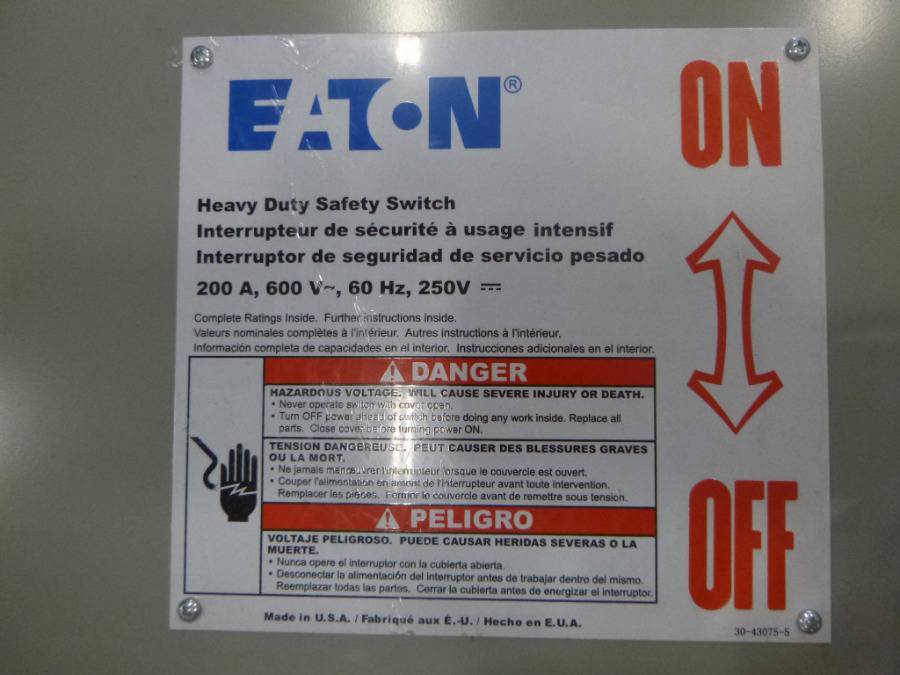 EATON®
ON
Heavy Duty Safety Switch
Interrupteur de sécurité à usage intensif
Interruptor de seguridad de servicio pesado
200 A, 600 V~, 60 Hz, 250V ⎓
Complete Ratings Inside. Further instructions inside.
Valeurs nominales complètes à l'intérieur. Autres instructions à l'intérieur.
Información completa de capacidades en el interior. Instrucciones adicionales en el interior.
⚠ DANGER
HAZARDOUS VOLTAGE. WILL CAUSE SEVERE INJURY OR DEATH.
• Never operate switch with cover open.
• Turn OFF power ahead of switch before doing any work inside. Replace all
parts. Close cover before turning power ON.
TENSION DANGEREUSE. PEUT CAUSER DES BLESSURES GRAVES
OU LA MORT.
• Ne jamais manœuvrer l'interrupteur lorsque le couvercle est ouvert.
• Couper l'alimentation en amont de l'interrupteur avant toute intervention.
Remplacer les pièces. Fermer le couvercle avant de remettre sous tension.
⚠ PELIGRO
VOLTAJE PELIGROSO. PUEDE CAUSAR HERIDAS SEVERAS O LA
MUERTE.
• Nunca opere el interruptor con la cubierta abierta.
• Desconectar la alimentación del interruptor antes de trabajar dentro del mismo.
Reemplazar todas las partes. Cerrar la cubierta antes de energizar el interruptor.
OFF
Made in U.S.A. / Fabriqué aux É.-U. / Hecho en E.U.A.
30-43075-5